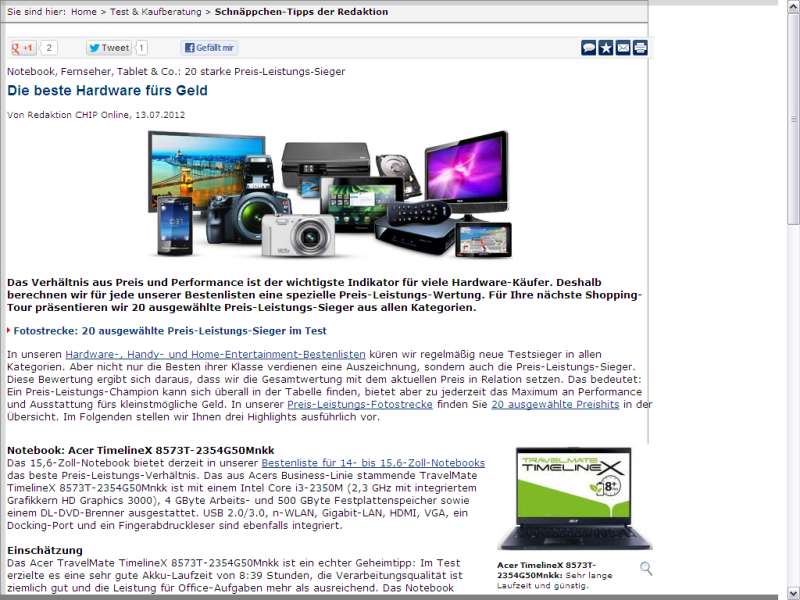 Sie sind hier: Home > Test & Kaufberatung > Schnäppchen-Tipps der Redaktion
+1 2 Tweet 1 Gefällt mir
Notebook, Fernseher, Tablet & Co.: 20 starke Preis-Leistungs-Sieger
Die beste Hardware fürs Geld
Von Redaktion CHIP Online, 13.07.2012
SONY
Das Verhältnis aus Preis und Performance ist der wichtigste Indikator für viele Hardware-Käufer. Deshalb
berechnen wir für jede unserer Bestenlisten eine spezielle Preis-Leistungs-Wertung. Für Ihre nächste Shopping-
Tour präsentieren wir 20 ausgewählte Preis-Leistungs-Sieger aus allen Kategorien.
Fotostrecke: 20 ausgewählte Preis-Leistungs-Sieger im Test
In unseren Hardware-, Handy- und Home-Entertainment-Bestenlisten küren wir regelmäßig neue Testsieger in allen
Kategorien. Aber nicht nur die Besten ihrer Klasse verdienen eine Auszeichnung, sondern auch die Preis-Leistungs-Sieger.
Diese Bewertung ergibt sich daraus, dass wir die Gesamtwertung mit dem aktuellen Preis in Relation setzen. Das bedeutet:
Ein Preis-Leistungs-Champion kann sich überall in der Tabelle finden, bietet aber zu jederzeit das Maximum an Performance
und Ausstattung fürs kleinstmögliche Geld. In unserer Preis-Leistungs-Fotostrecke finden Sie 20 ausgewählte Preishits in der
Übersicht. Im Folgenden stellen wir Ihnen drei Highlights ausführlich vor.
Notebook: Acer TimelineX 8573T-2354G50Mnkk
Das 15,6-Zoll-Notebook bietet derzeit in unserer Bestenliste für 14- bis 15,6-Zoll-Notebooks
das beste Preis-Leistungs-Verhältnis. Das aus Acers Business-Linie stammende TravelMate
TimelineX 8573T-2354G50Mnkk ist mit einem Intel Core i3-2350M (2,3 GHz mit integriertem
Grafikkern HD Graphics 3000), 4 GByte Arbeits- und 500 GByte Festplattenspeicher sowie
einem DL-DVD-Brenner ausgestattet. USB 2.0/3.0, n-WLAN, Gigabit-LAN, HDMI, VGA, ein
Docking-Port und ein Fingerabdruckleser sind ebenfalls integriert.
TRAVELMATE
TIMELINEX
8h+
acer
Acer TimelineX 8573T-
2354G50Mnkk: Sehr lange
Laufzeit und günstig.
Einschätzung
Das Acer TravelMate TimelineX 8573T-2354G50Mnkk ist ein echter Geheimtipp: Im Test
erzielte es eine sehr gute Akku-Laufzeit von 8:39 Stunden, die Verarbeitungsqualität ist
ziemlich gut und die Leistung für Office-Aufgaben mehr als ausreichend. Das Notebook